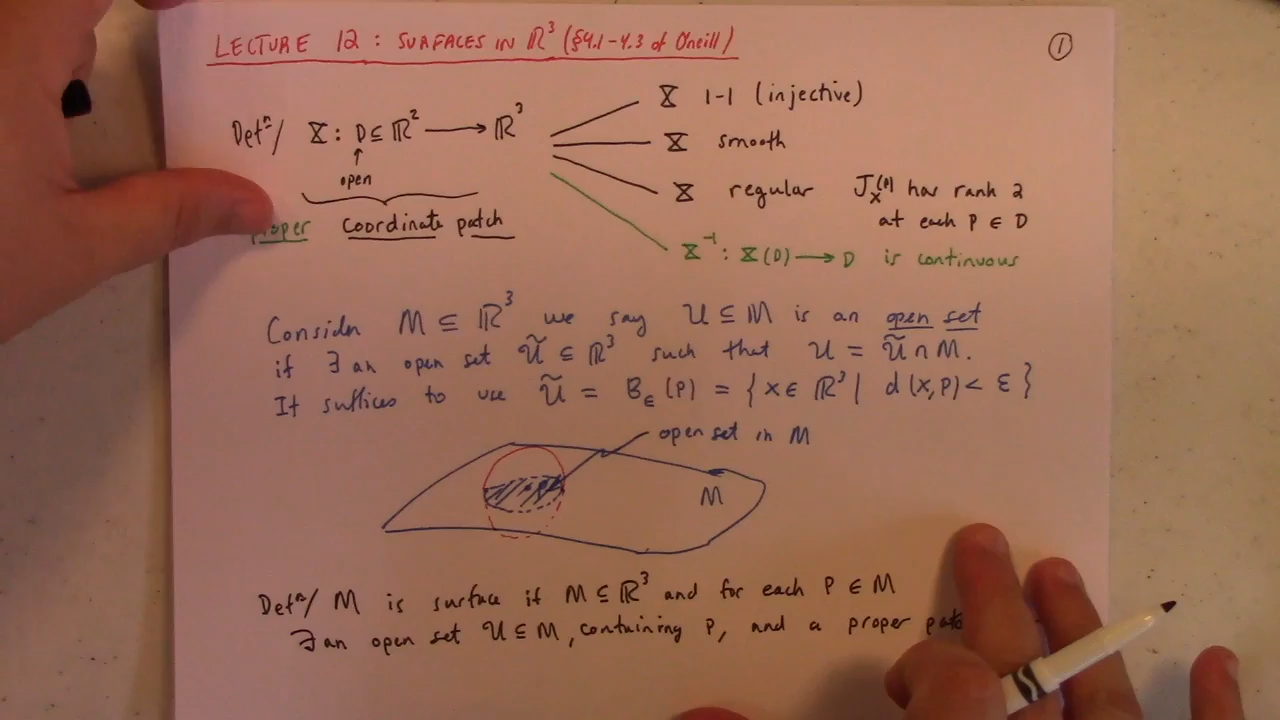 LECTURE 12 : SURFACES IN ℝ³ (§4.1-4.3 of Oneill)
①
Defⁿ/ X : D ⊆ ℝ² → ℝ³
↑
open
proper Coordinate patch
X 1-1 (injective)
X smooth
X regular J_X(p) has rank 2
at each p ∈ D
X⁻¹ : X(D) → D is continuous
Consider M ⊆ ℝ³ we say U ⊆ M is an open set
if ∃ an open set Ũ ⊆ ℝ³ such that U = Ũ ∩ M.
It suffices to use Ũ = B_ε(p) = { x ∈ ℝ³ | d(x,p) < ε }
open set in M
M
Defⁿ/ M is surface if M ⊆ ℝ³ and for each p ∈ M
∃ an open set U ⊆ M, containing p, and a proper